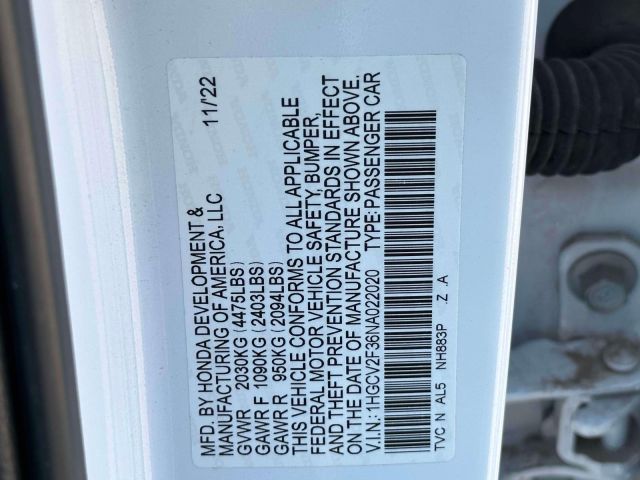 MFD. BY HONDA DEVELOPMENT & 11/'22
MANUFACTURING OF AMERICA, LLC
GVWR 2030KG (4475LBS)
GAWR F 1090KG (2403LBS)
GAWR R 950KG (2094LBS)
THIS VEHICLE CONFORMS TO ALL APPLICABLE
FEDERAL MOTOR VEHICLE SAFETY, BUMPER,
AND THEFT PREVENTION STANDARDS IN EFFECT
ON THE DATE OF MANUFACTURE SHOWN ABOVE.
V.I.N.: 1HGCV2F36NA022020 TYPE: PASSENGER CAR
TVC N AL5 NH883P Z .A